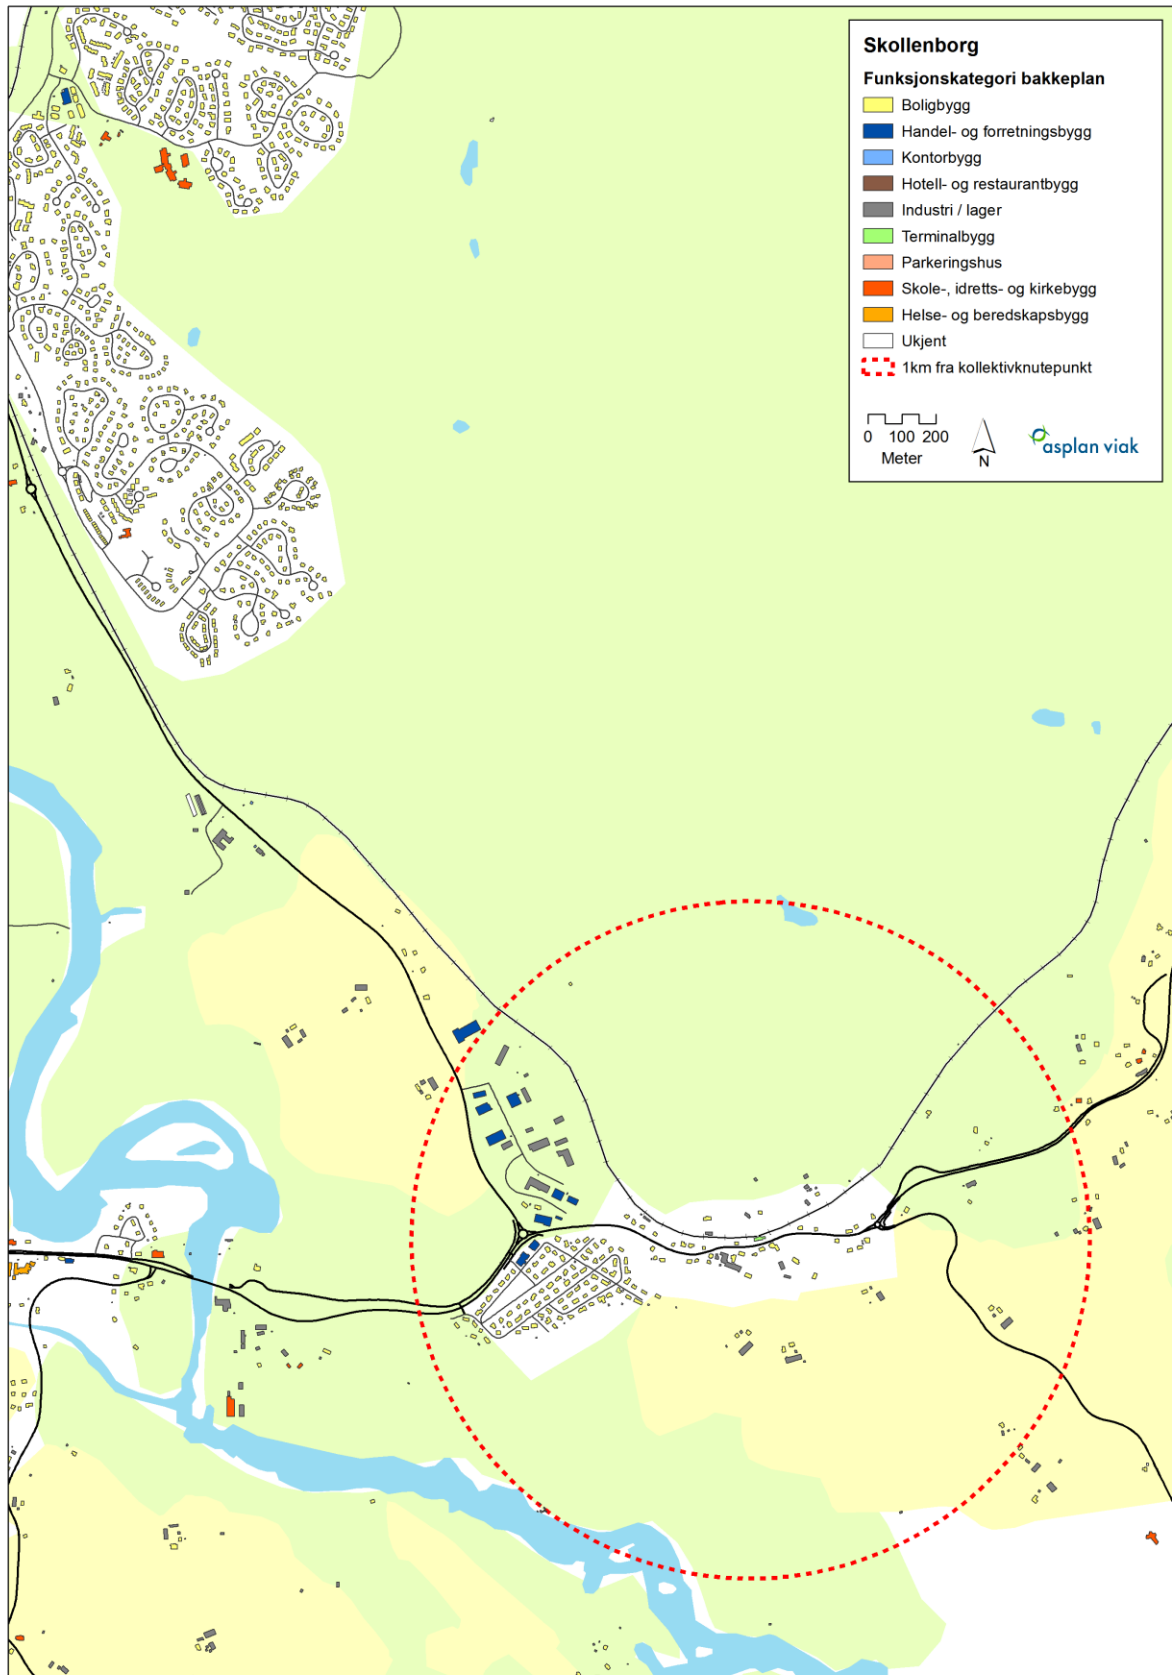 Skollenborg
Funksjonskategori bakkeplan
Boligbygg
Handel- og forretningsbygg
Kontorbygg
Hotell- og restaurantbygg
Industri / lager
Terminalbygg
Parkeringshus
Skole-, idretts- og kirkebygg
Helse- og beredskapsbygg
Ukjent
1km fra kollektivknutepunkt
0 100 200
Meter
N
asplan viak